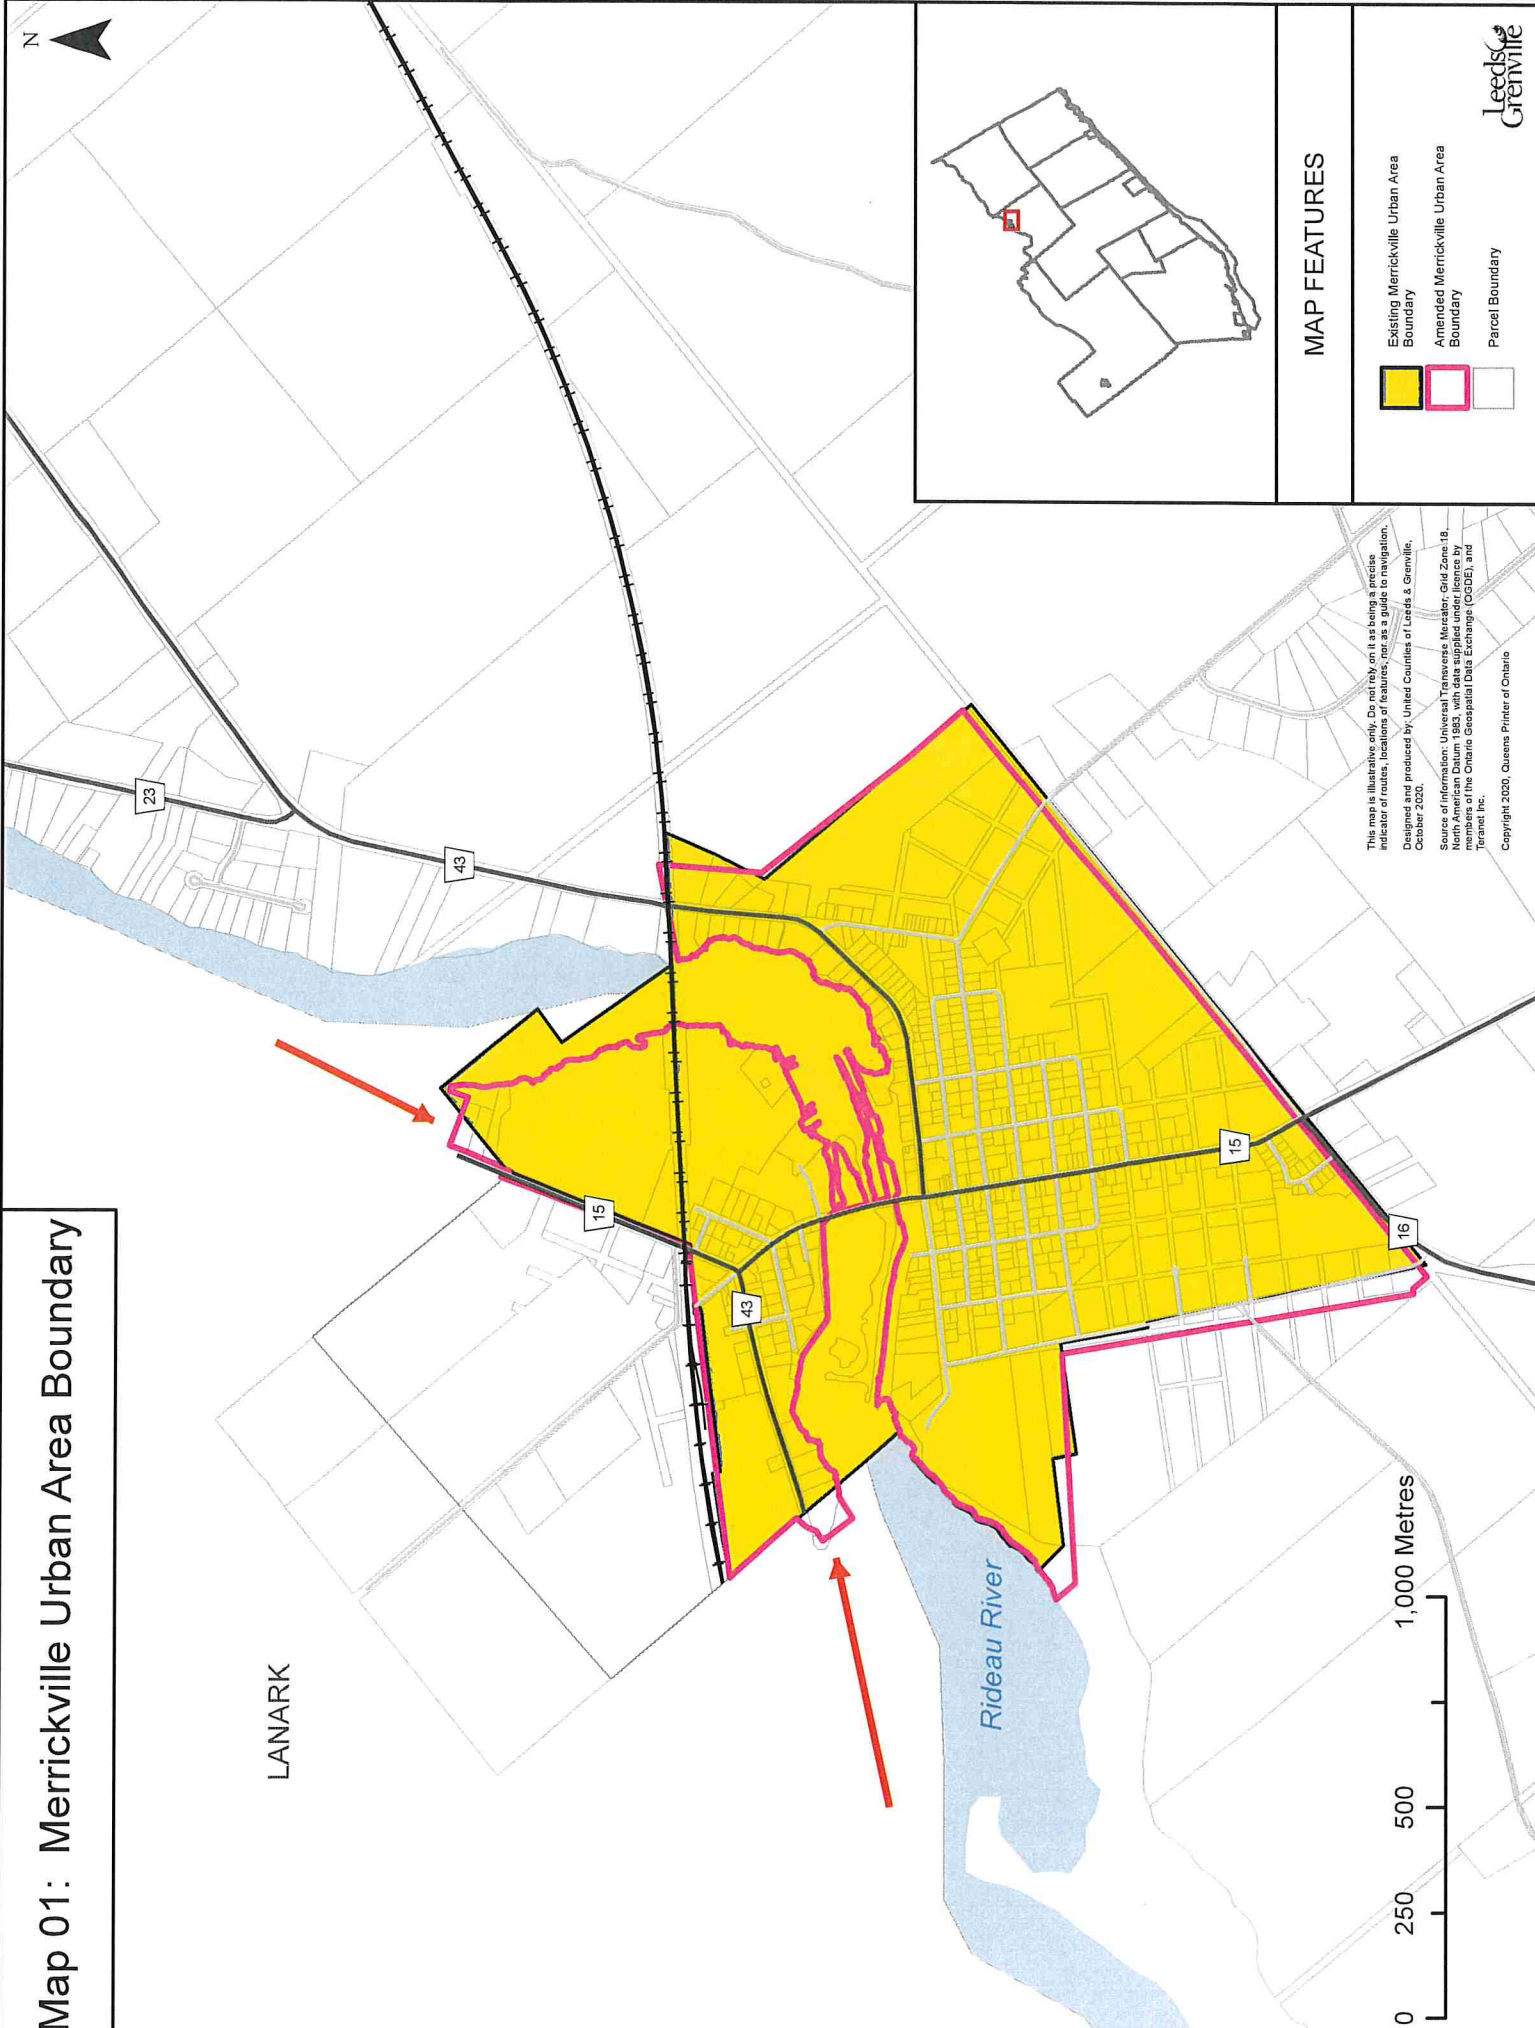 Map 01: Merrickville Urban Area Boundary
N
LANARK
23
43
15
43
15
16
Rideau River
0 250 500 1,000 Metres
This map is illustrative only. Do not rely on it as being a precise
indicator of routes, locations of features, nor as a guide to navigation.
Designed and produced by: United Counties of Leeds & Grenville,
October 2020.
Source of information: Universal Transverse Mercator, Grid Zone 18,
North American Datum 1983, with data supplied under licence by
members of the Ontario Geospatial Data Exchange (OGDE), and
Teranet Inc.
Copyright 2020, Queens Printer of Ontario
MAP FEATURES
Existing Merrickville Urban Area
Boundary
Amended Merrickville Urban Area
Boundary
Parcel Boundary
Leeds
Grenville